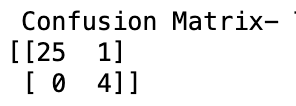 Confusion Matrix-
[[25  1]
 [ 0  4]]